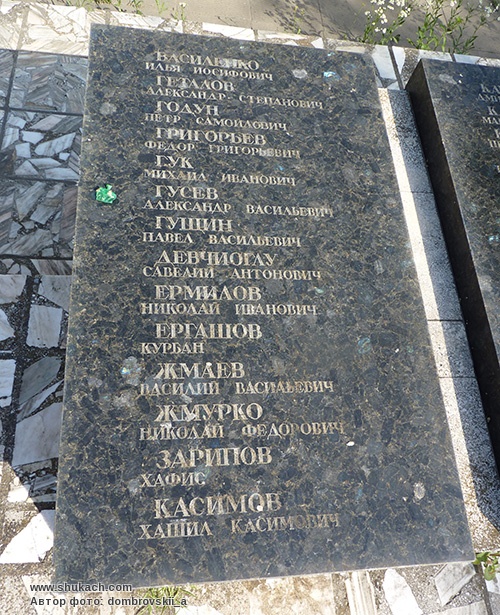 ВАСИЛЕНКО
ИЛЬЯ ИОСИФОВИЧ
ГЕТАЛОВ
АЛЕКСАНДР СТЕПАНОВИЧ
ГОДУН
ПЕТР САМОИЛОВИЧ
ГРИГОРЬЕВ
ФЕДОР ГРИГОРЬЕВИЧ
ГУК
МИХАИЛ ИВАНОВИЧ
ГУСЕВ
АЛЕКСАНДР ВАСИЛЬЕВИЧ
ГУЩИН
ПАВЕЛ ВАСИЛЬЕВИЧ
ДЕВЧИОГЛУ
САВЕЛИЙ АНТОНОВИЧ
ЕРМИЛОВ
НИКОЛАЙ ИВАНОВИЧ
ЕРГАШОВ
КУРБАН
ЖМАЕВ
ВАСИЛИЙ ВАСИЛЬЕВИЧ
ЖМУРКО
НИКОЛАЙ ФЕДОРОВИЧ
ЗАРИПОВ
ХАФИС
КАСИМОВ
ХАШИЛ КАСИМОВИЧ
www.shukach.com
Автор фото: dombrovskii_a